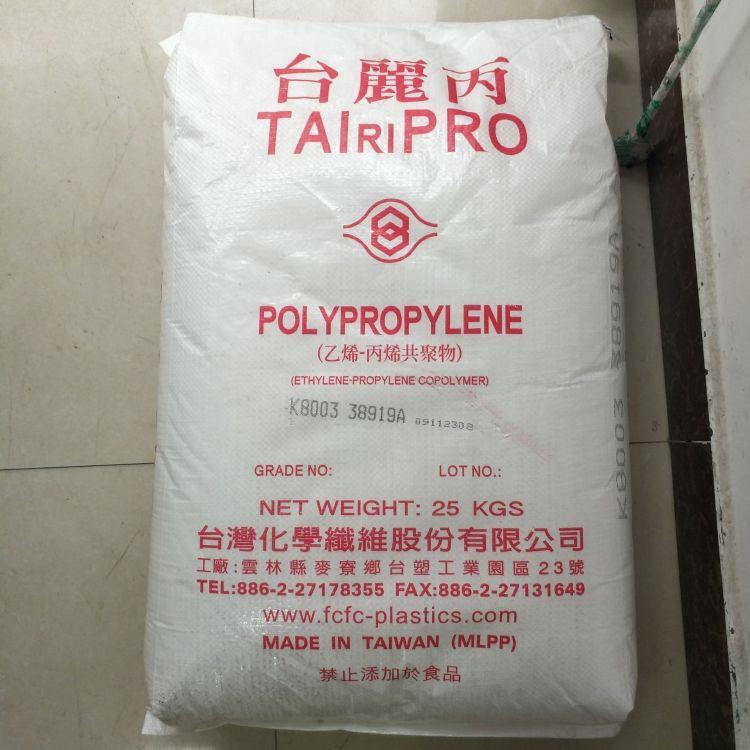 台麗丙
TAIRIPRO
POLYPROPYLENE
(乙烯-丙烯共聚物)
(ETHYLENE-PROPYLENE COPOLYMER)
K8003 38919A 09112308
GRADE NO: LOT NO.:
NET WEIGHT: 25 KGS
台灣化學纖維股份有限公司
工廠:雲林縣麥寮鄉台塑工業園區23號
TEL:886-2-27178355 FAX:886-2-27131649
www.fcfc-plastics.com
MADE IN TAIWAN (MLPP)
禁止添加於食品
K8003 38919A